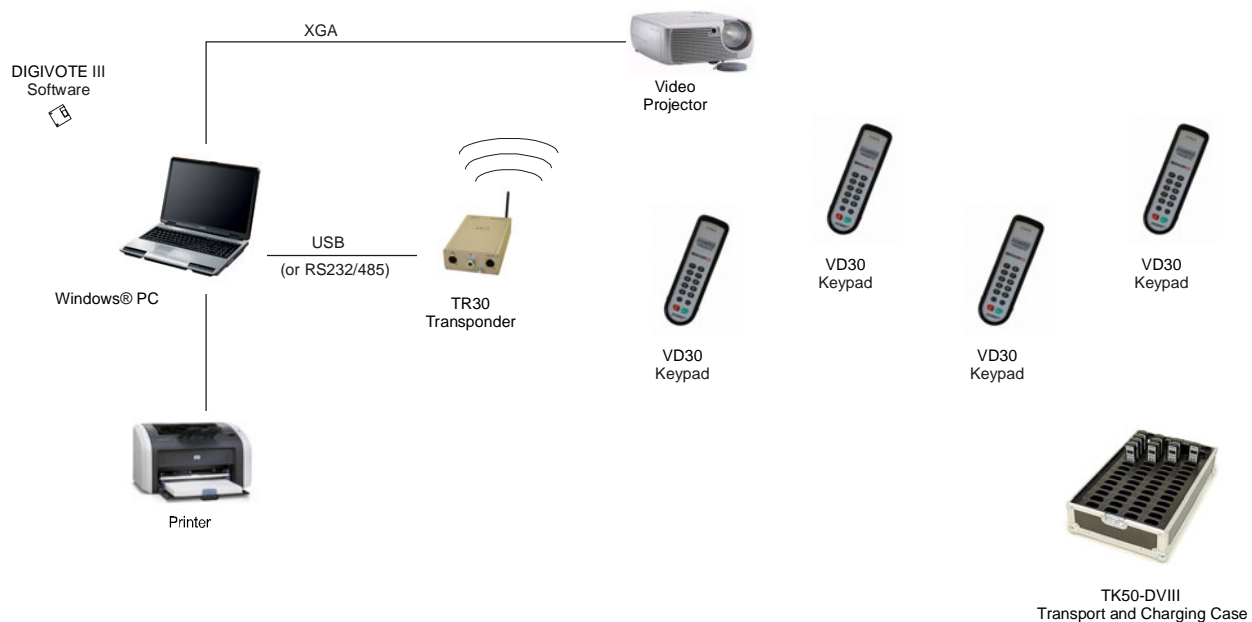 XGA
DIGIVOTE III
Software
Video
Projector
USB
(or RS232/485)
Windows® PC
TR30
Transponder
VD30
Keypad
VD30
Keypad
VD30
Keypad
VD30
Keypad
Printer
TK50-DVIII
Transport and Charging Case